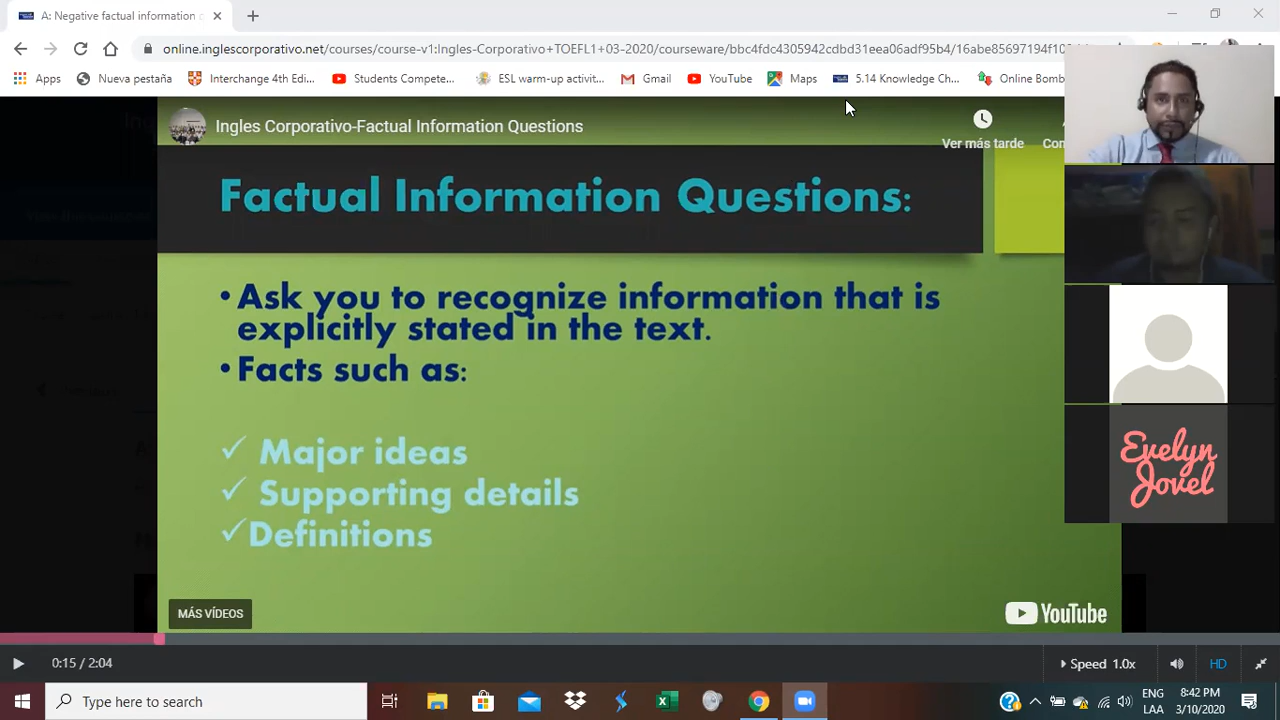 A: Negative factual information
online.inglescorporativo.net/courses/course-v1:Ingles-Corporativo+TOEFL1+03-2020/courseware/bbc4fdc4305942cdbd31eea06adf95b4/16abe85697194f10
Apps
Nueva pestaña
Interchange 4th Edi...
Students Compete...
ESL warm-up activit...
Gmail
YouTube
Maps
5.14 Knowledge Ch...
Online Bomb
Ingles Corporativo-Factual Information Questions
Ver más tarde
Factual Information Questions:
• Ask you to recognize information that is
explicitly stated in the text.
• Facts such as:
✓ Major ideas
✓ Supporting details
✓ Definitions
MÁS VÍDEOS
YouTube
Evelyn
Jovel
0:15 / 2:04
Speed 1.0x
HD
Type here to search
ENG
LAA
8:42 PM
3/10/2020